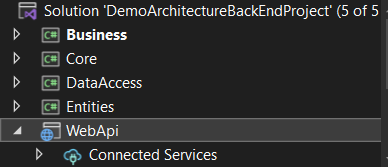 Solution 'DemoArchitectureBackEndProject' (5 of 5
C# Business
C# Core
C# DataAccess
C# Entities
WebApi
Connected Services